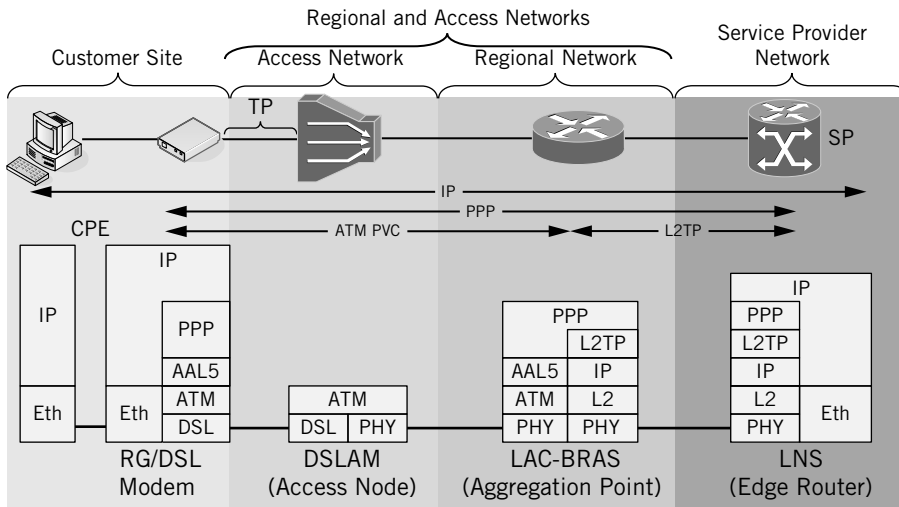 Regional and Access Networks
Service Provider
Network
Customer Site
Access Network
Regional Network
TP
SP
IP
PPP
CPE
ATM PVC
L2TP
IP
IP
IP
PPP
PPP
PPP
L2TP
L2TP
AAL5
AAL5
IP
IP
Eth
Eth
ATM
ATM
ATM
L2
L2
Eth
DSL
DSL
PHY
PHY
PHY
PHY
RG/DSL
Modem
DSLAM
(Access Node)
LAC-BRAS
(Aggregation Point)
LNS
(Edge Router)